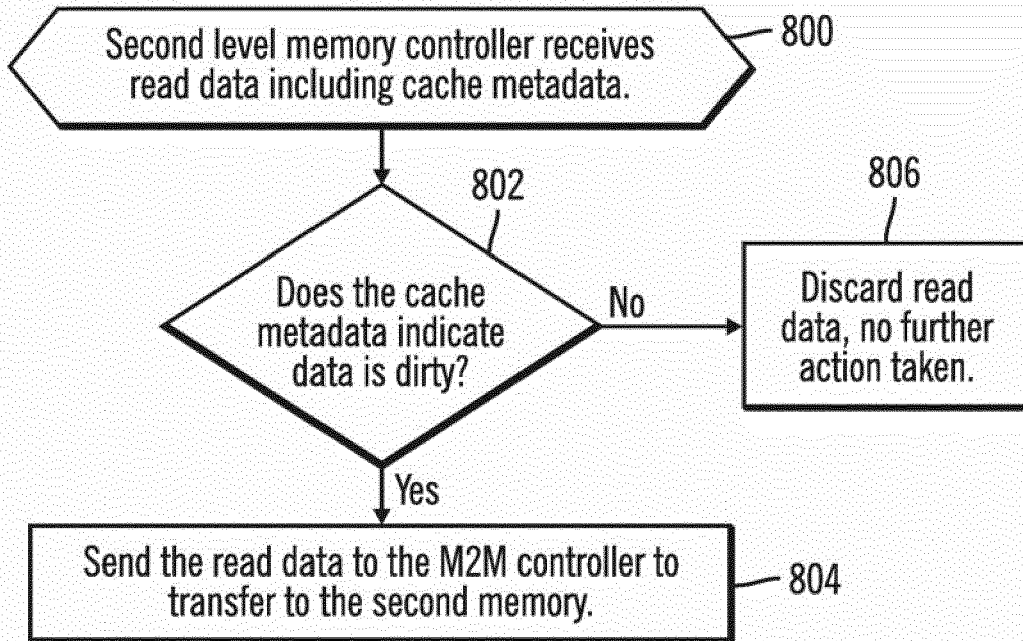 Second level memory controller receives
read data including cache metadata.
800
802
Does the cache
metadata indicate
data is dirty?
No
806
Discard read
data, no further
action taken.
Yes
Send the read data to the M2M controller to
transfer to the second memory.
804